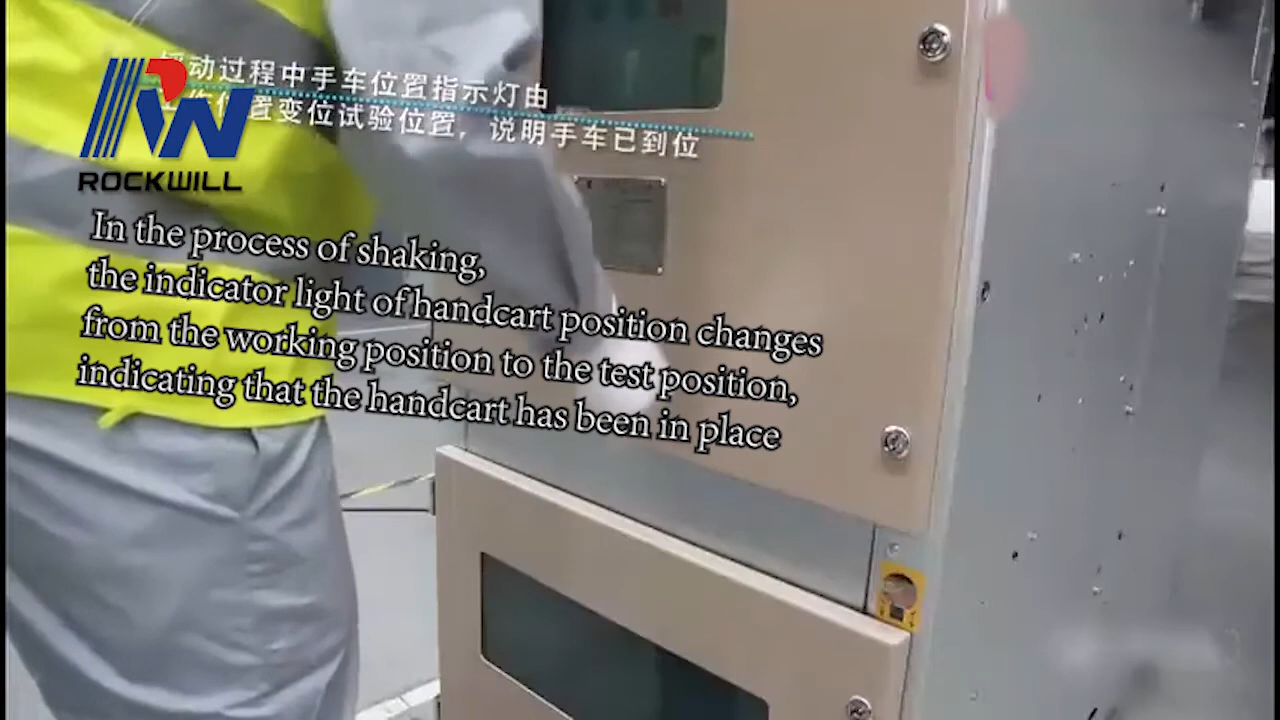 动过程中手车位置指示灯由
置变位试验位置，说明手车已到位
RW
ROCKWILL
In the process of shaking,
the indicator light of handcart position changes
from the working position to the test position,
indicating that the handcart has been in place